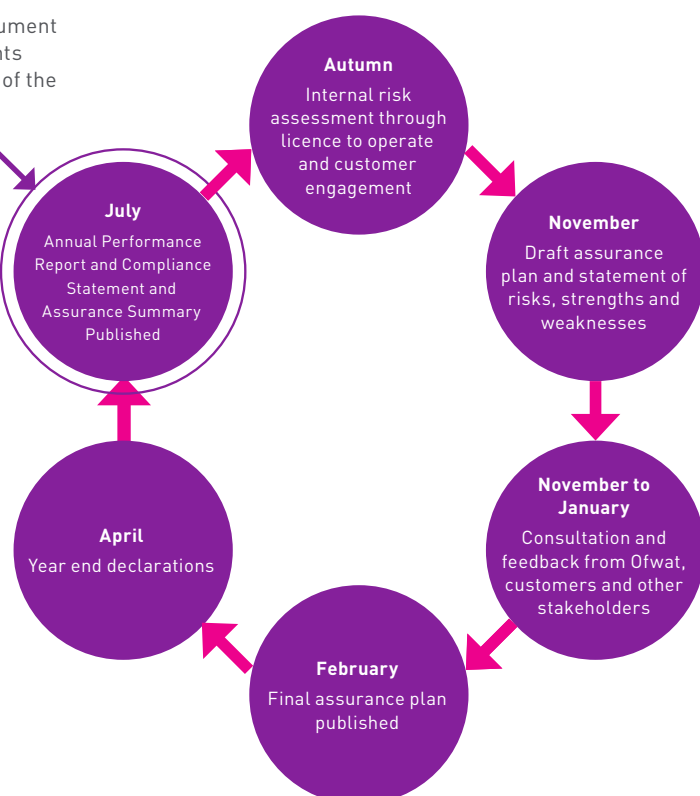 of the
Autumn
Internal risk
assessment through
licence to operate
and customer
engagement
November
Draft assurance
plan and statement of
risks, strengths and
weaknesses
November to
January
Consultation and
feedback from Ofwat,
customers and other
stakeholders
February
Final assurance plan
published
April
Year end declarations
July
Annual Performance
Report and Compliance
Statement and
Assurance Summary
Published